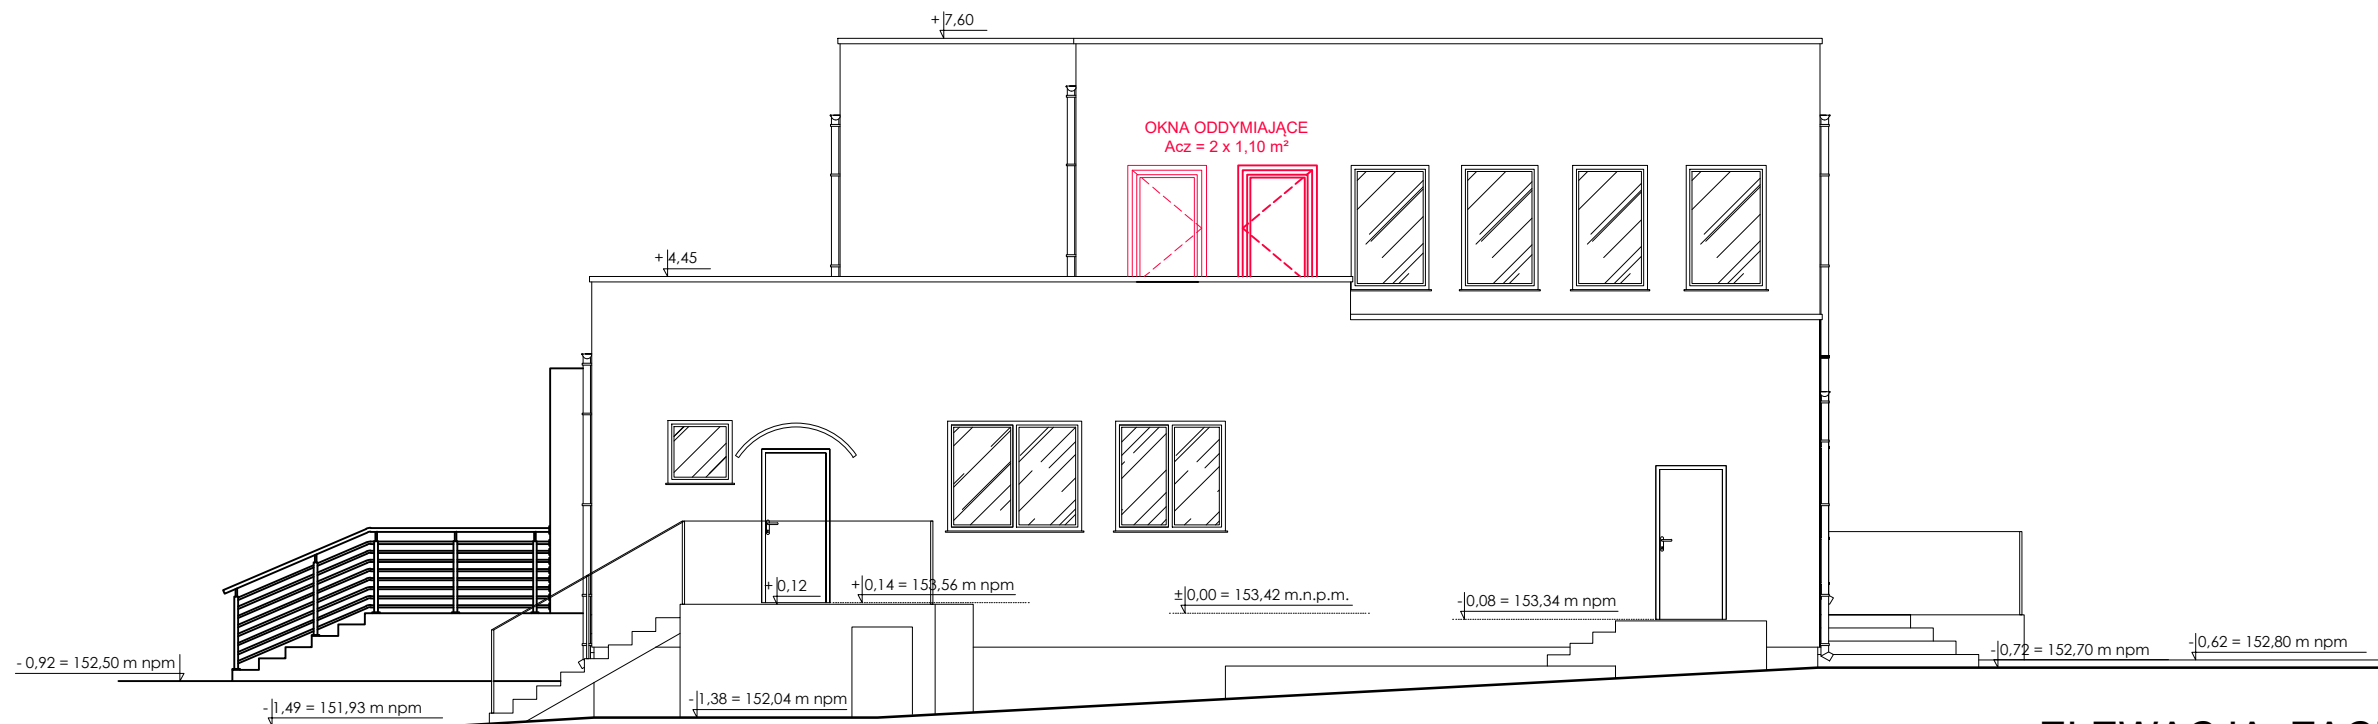 +7,60
OKNA ODDYMIAJĄCE
Acz = 2 x 1,10 m²
+4,45
+0,12
+0,14 = 153,56 m npm
±0,00 = 153,42 m.n.p.m.
-0,08 = 153,34 m npm
-0,62 = 152,80 m npm
-0,72 = 152,70 m npm
- 0,92 = 152,50 m npm
-1,38 = 152,04 m npm
-1,49 = 151,93 m npm